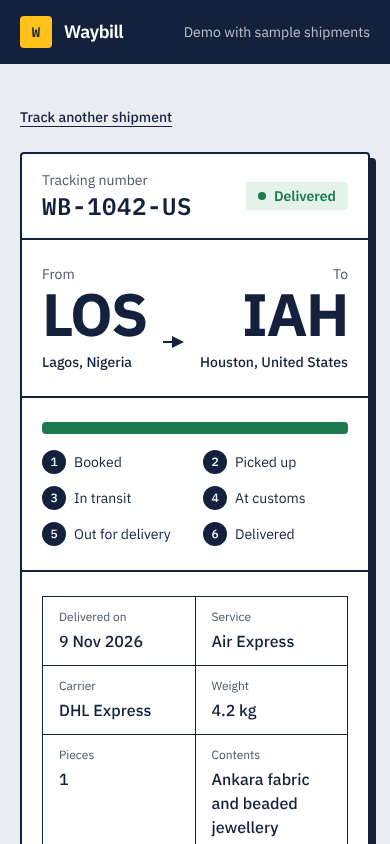 W Waybill Demo with sample shipments
Track another shipment
Tracking number
WB-1042-US
Delivered
From To
LOS IAH
Lagos, Nigeria Houston, United States
1 Booked 2 Picked up
3 In transit 4 At customs
5 Out for delivery 6 Delivered
Delivered on Service
9 Nov 2026 Air Express
Carrier Weight
DHL Express 4.2 kg
Pieces Contents
1 Ankara fabric
and beaded
jewellery